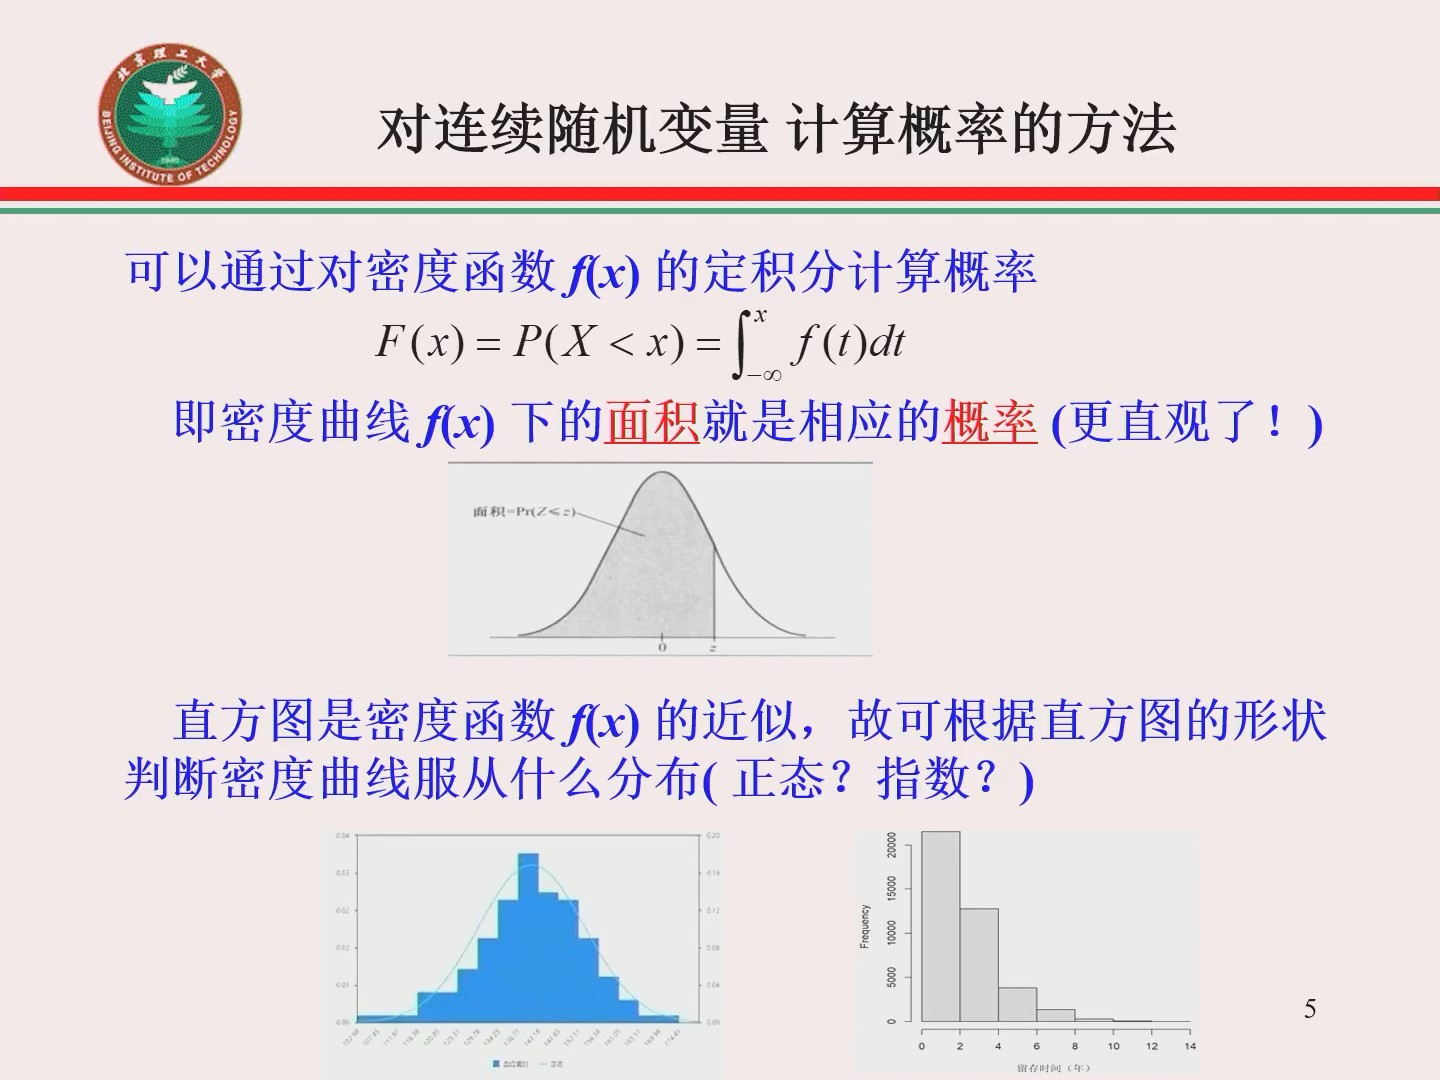 北京理工大学
BEIJING INSTITUTE OF TECHNOLOGY
1940
对连续随机变量 计算概率的方法
可以通过对密度函数 f(x) 的定积分计算概率
F(x) = P(X < x) = ∫_{-∞}^{x} f(t)dt
即密度曲线 f(x) 下的面积就是相应的概率 (更直观了！)
面积=Pr(Z≤z)
0 z
直方图是密度函数 f(x) 的近似，故可根据直方图的形状
判断密度曲线服从什么分布( 正态？指数？)
0.04 0.20
0.03 0.16
0.02 0.12
0.02 0.08
0.01 0.04
0.00 0.00
正态
20000
15000
10000
5000
0
Frequency
0 2 4 6 8 10 12 14
留存时间（年）
5